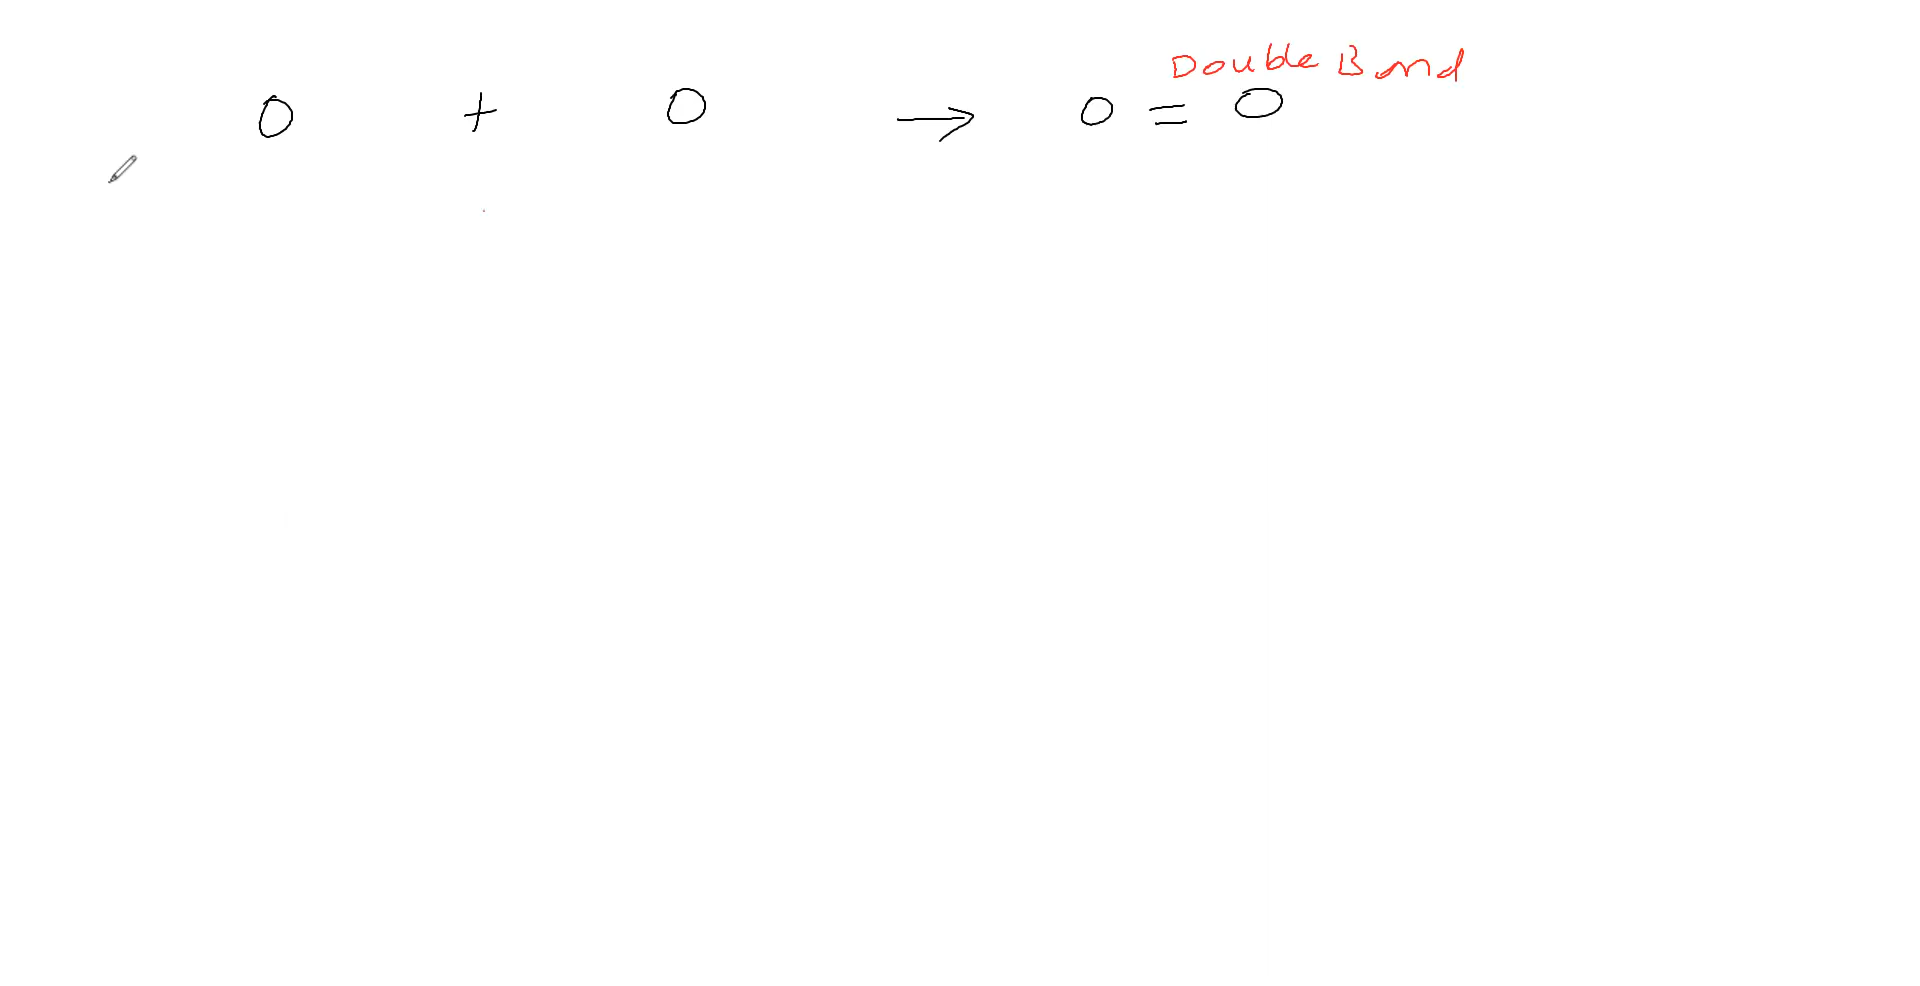 Double Bond
O + O → O = O